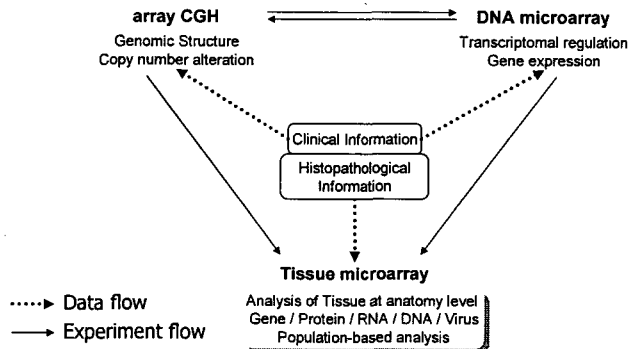 array CGH
DNA microarray
Genomic Structure
Copy number alteration
Transcriptomal regulation
Gene expression
Clinical Information
Histopathological
Information
Tissue microarray
Analysis of Tissue at anatomy level
Gene / Protein / RNA / DNA / Virus
Population-based analysis
Data flow
Experiment flow